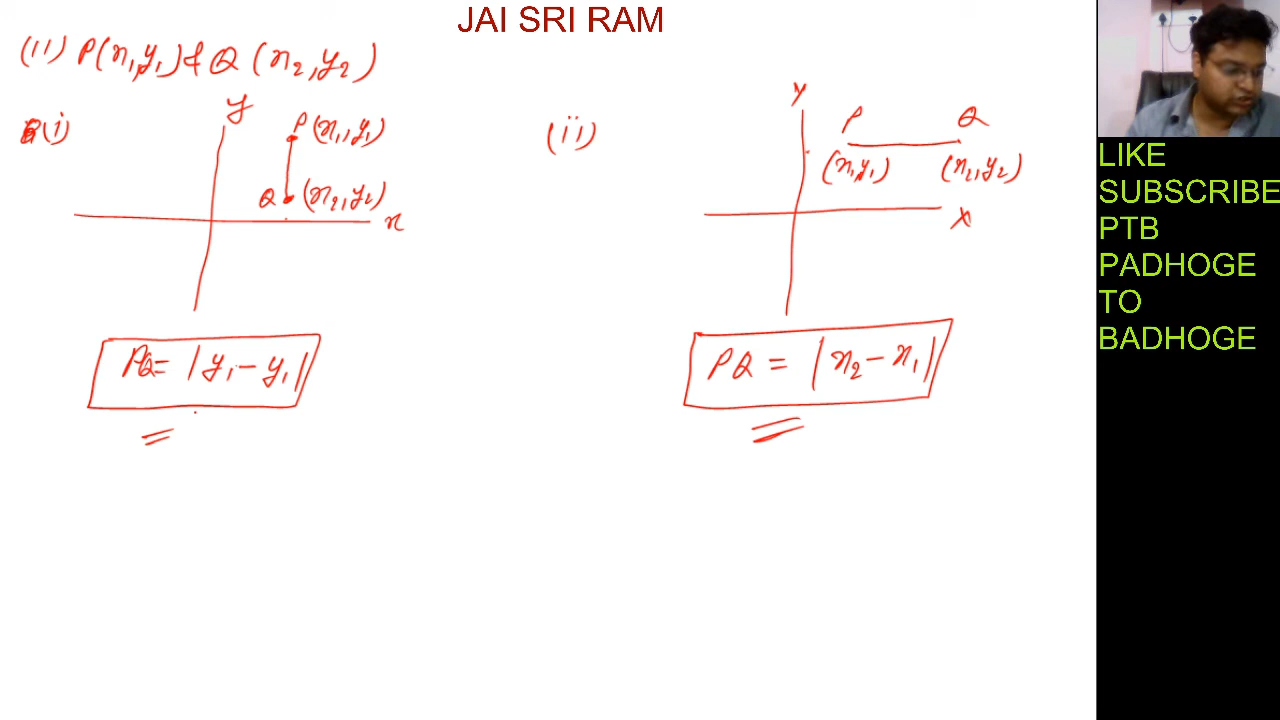 JAI SRI RAM
(ii) P(x₁,y₁) & Q (x₂,y₂)
(i)
y
P (x₁,y₁)
Q (x₂,y₂)
x
PQ = |y₁ - y₁|
(ii)
y
P Q
(x₁,y₁) (x₂,y₂)
x
PQ = |x₂ - x₁|
LIKE
SUBSCRIBE
PTB
PADHOGE
TO
BADHOGE